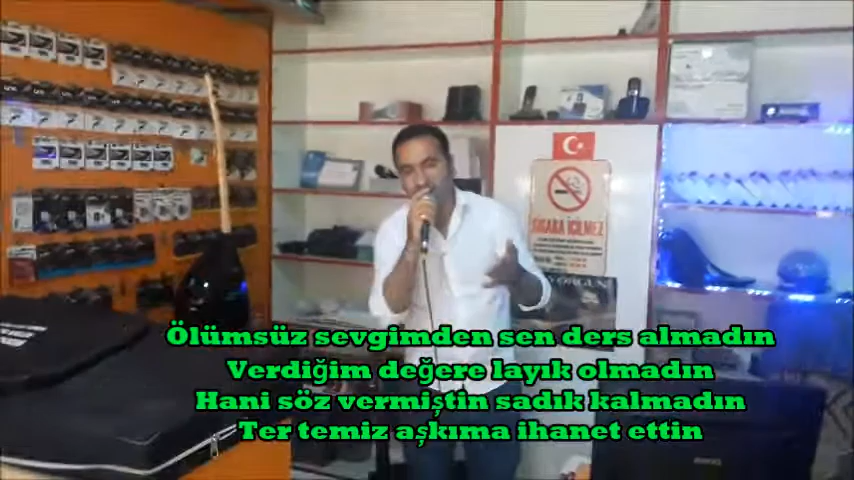 SİGARA İÇİLMEZ
Ölümsüz sevgimden sen ders almadın
Verdiğim değere layık olmadın
Hani söz vermiştin sadık kalmadın
Ter temiz aşkıma ihanet ettin